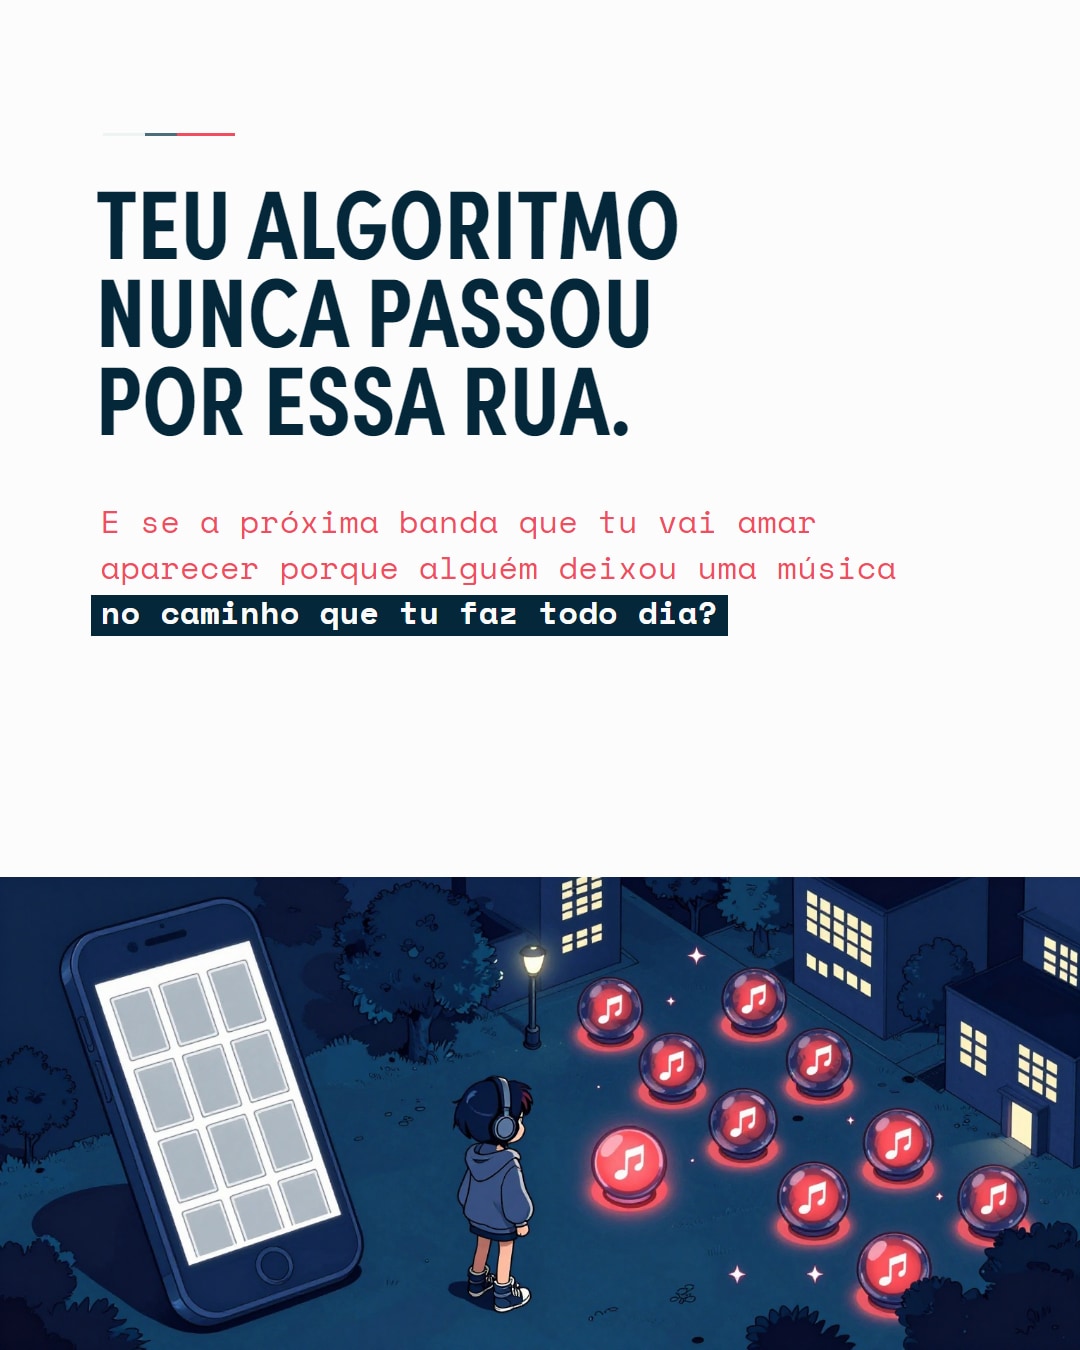 TEU ALGORITMO
NUNCA PASSOU
POR ESSA RUA.
E se a próxima banda que tu vai amar
aparecer porque alguém deixou uma música
no caminho que tu faz todo dia?